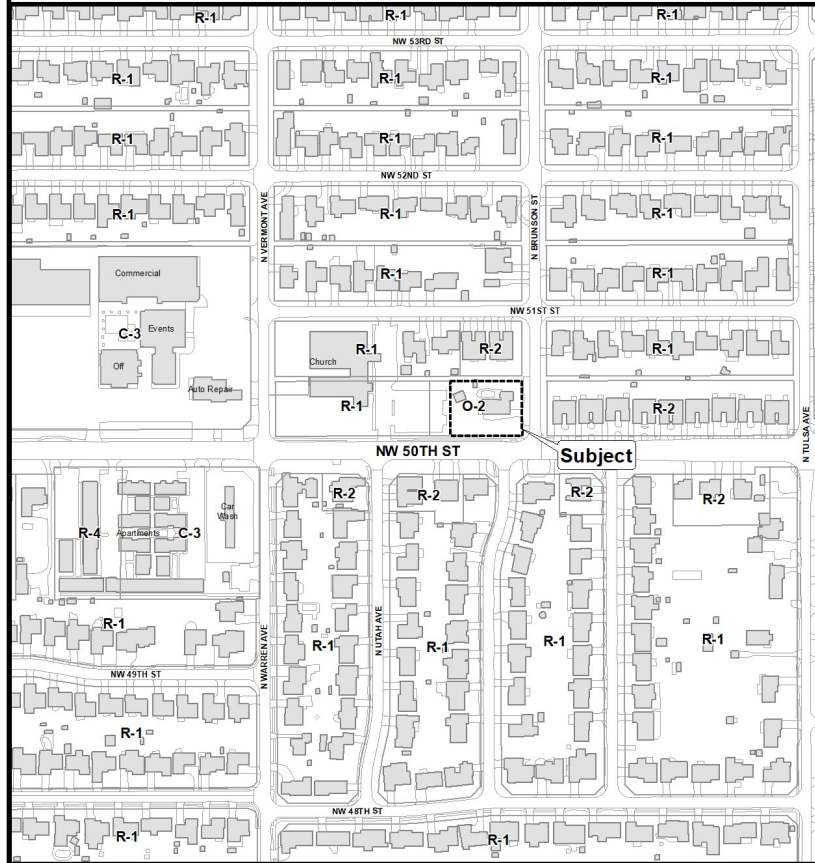 R-1
R-1
R-1
NW 53RD ST
R-1
R-1
R-1
R-1
R-1
R-1
NW 52ND ST
R-1
R-1
R-1
N VERMONT AVE
N BRUNSON ST
Commercial
R-1
R-1
NW 51ST ST
C-3
Events
Off
Auto Repair
Church
R-1
R-2
R-1
R-1
O-2
R-2
N TULSA AVE
NW 50TH ST
Subject
R-2
R-2
R-2
R-2
Car
Wash
R-4
Apartments
C-3
R-1
N WARREN AVE
R-1
N UTAH AVE
R-1
R-1
R-1
NW 49TH ST
R-1
NW 48TH ST
R-1
R-1